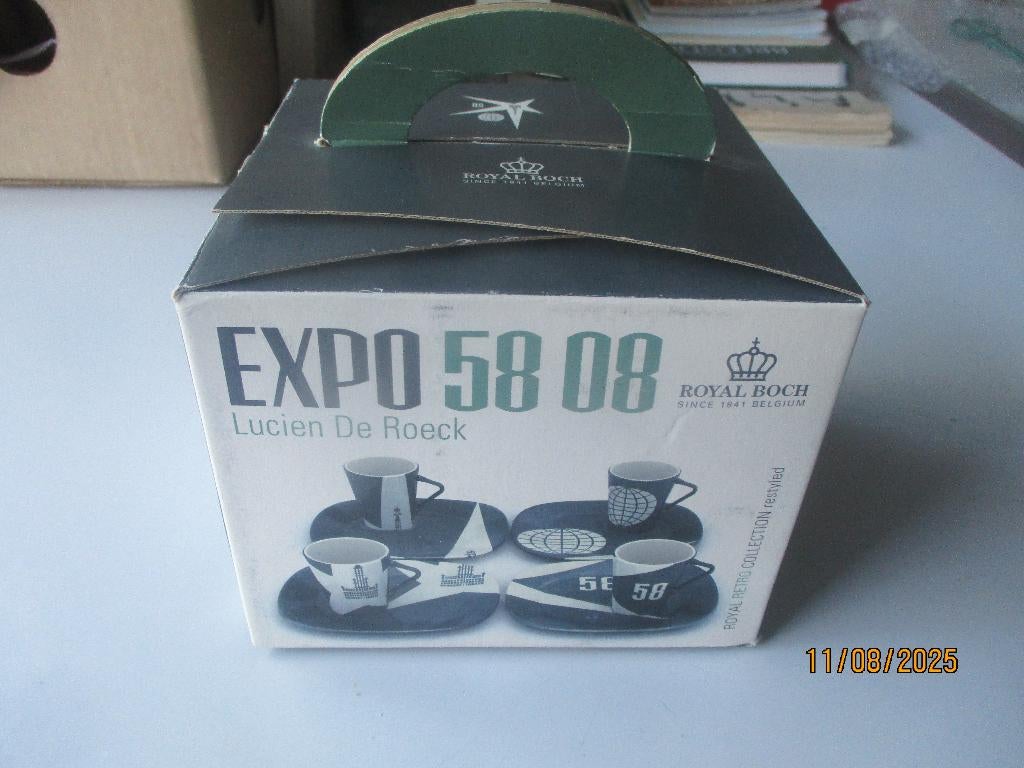 58
ROYAL BOCH
SINCE 1841 BELGIUM
EXPO 58 08
Lucien De Roeck
ROYAL BOCH
SINCE 1841 BELGIUM
ROYAL RETRO COLLECTION restyled
58
58
11/08/2025